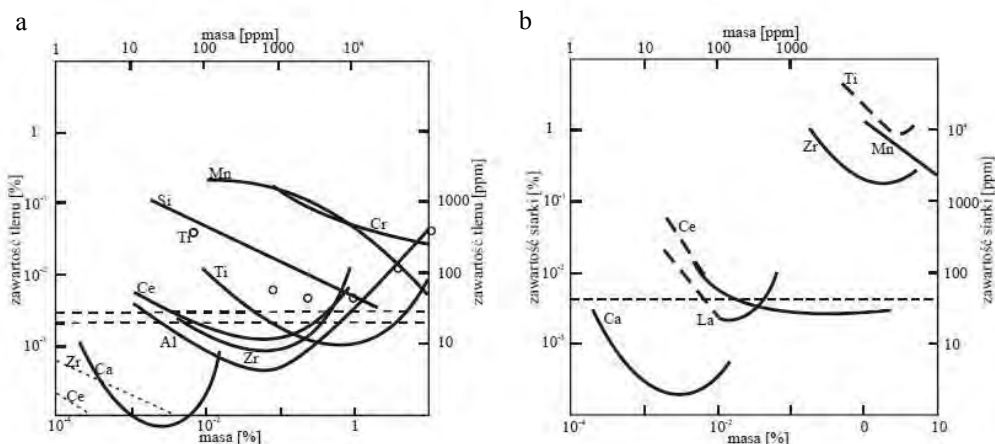 a
masa [ppm]
1 10 100 1000 10⁴
zawartość tlenu [%]
1
10⁻¹
10⁻²
10⁻³
Mn
Si
Cr
Tl
Ti
Ce
Al
Zr
Zr
Ca
Ce
1000
100
10
zawartość tlenu [ppm]
10⁻⁴ 10⁻² 1
masa [%]
b
masa [ppm]
1 10 100 1000
zawartość siarki [%]
1
10⁻¹
10⁻²
10⁻³
Ti
Mn
Zr
Ce
La
Ca
10⁴
1000
100
10
zawartość siarki [ppm]
10⁻⁴ 10⁻² 0 10
masa [%]